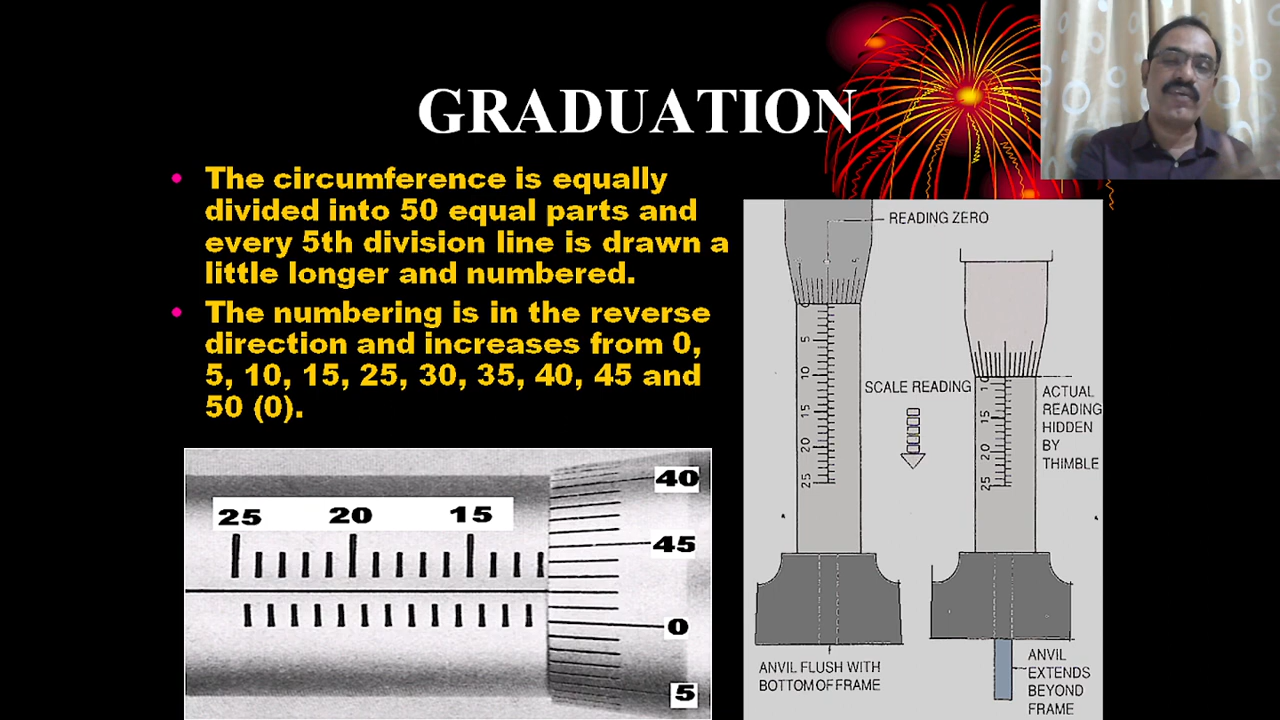 GRADUATION
• The circumference is equally
divided into 50 equal parts and
every 5th division line is drawn a
little longer and numbered.
• The numbering is in the reverse
direction and increases from 0,
5, 10, 15, 25, 30, 35, 40, 45 and
50 (0).
25 20 15
40
45
0
5
READING ZERO
0
5
10
15
20
25
SCALE READING
10
15
20
25
ACTUAL
READING
HIDDEN
BY
THIMBLE
ANVIL FLUSH WITH
BOTTOM OF FRAME
ANVIL
EXTENDS
BEYOND
FRAME